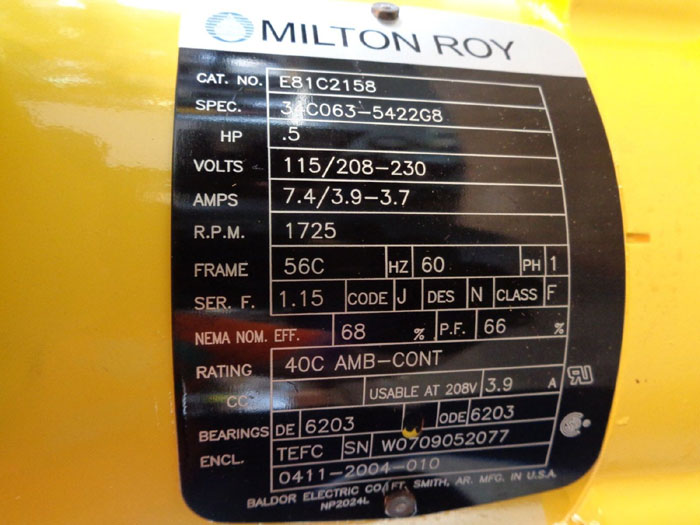 MILTON ROY
CAT. NO. E81C2158
SPEC. 34C063-5422G8
HP .5
VOLTS 115/208-230
AMPS 7.4/3.9-3.7
R.P.M. 1725
FRAME 56C HZ 60 PH 1
SER. F. 1.15 CODE J DES N CLASS F
NEMA NOM. EFF. 68 % P.F. 66 %
RATING 40C AMB-CONT
CC USABLE AT 208V 3.9 A
BEARINGS DE 6203 ODE 6203
ENCL. TEFC SN W0709052077
0411-2004-010
BALDOR ELECTRIC CO. FT. SMITH, AR. MFG. IN U.S.A.
NP2024L